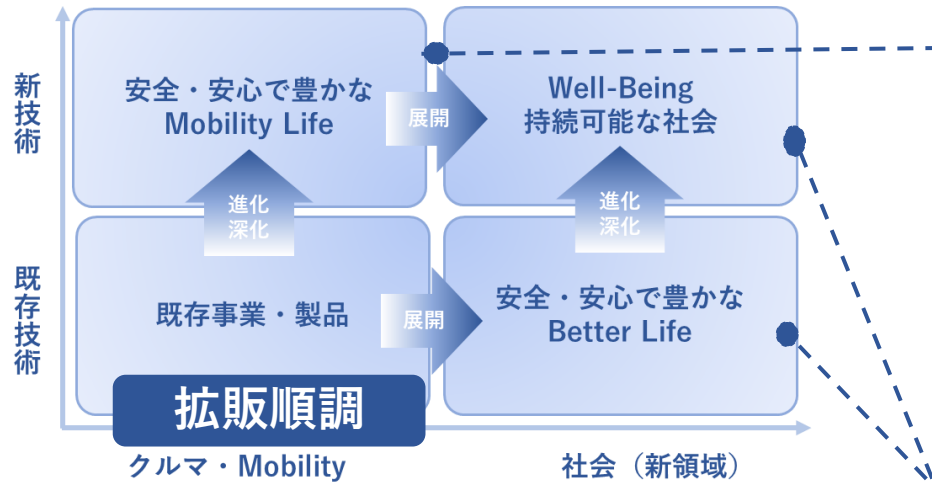 新技術
安全・安心で豊かな
Mobility Life
展開
Well-Being
持続可能な社会
進化
深化
進化
深化
既存技術
既存事業・製品
展開
安全・安心で豊かな
Better Life
拡販順調
クルマ・Mobility
社会（新領域）